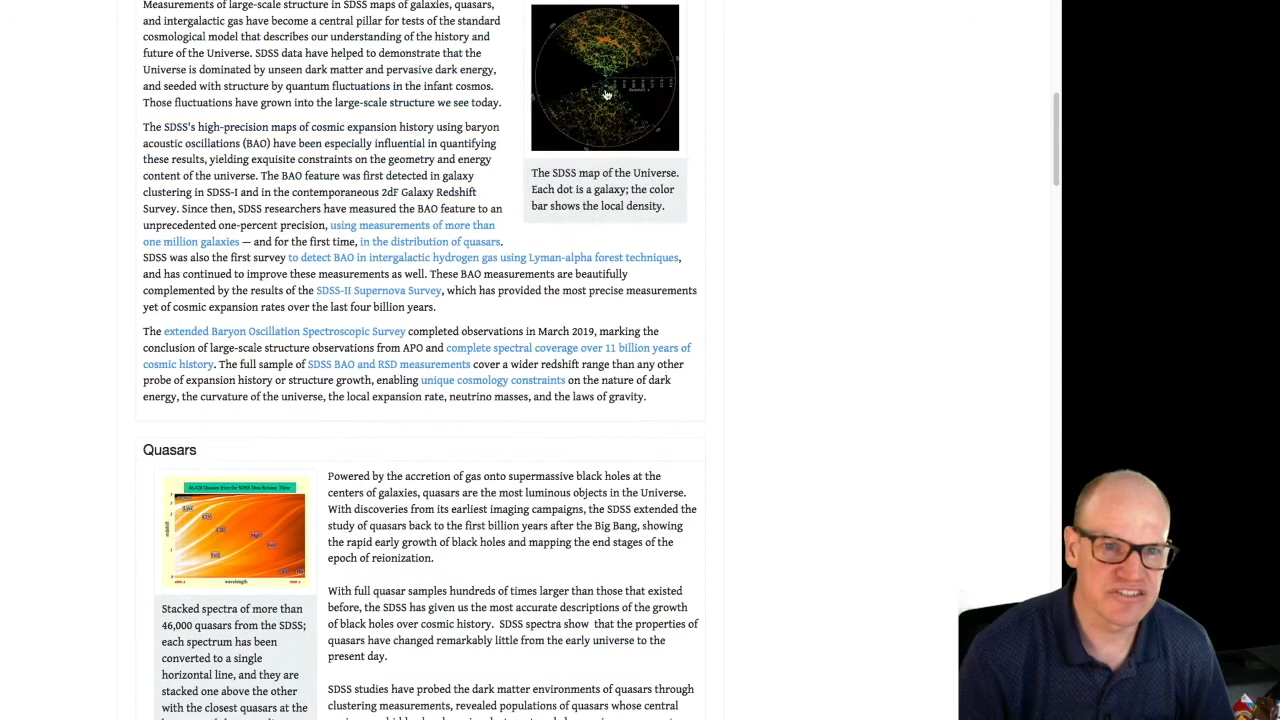 Measurements of large-scale structure in SDSS maps of galaxies, quasars,
and intergalactic gas have become a central pillar for tests of the standard
cosmological model that describes our understanding of the history and
future of the Universe. SDSS data have helped to demonstrate that the
Universe is dominated by unseen dark matter and pervasive dark energy,
and seeded with structure by quantum fluctuations in the infant cosmos.
Those fluctuations have grown into the large-scale structure we see today.
The SDSS map of the Universe.
Each dot is a galaxy; the color
bar shows the local density.
The SDSS's high-precision maps of cosmic expansion history using baryon
acoustic oscillations (BAO) have been especially influential in quantifying
these results, yielding exquisite constraints on the geometry and energy
content of the universe. The BAO feature was first detected in galaxy
clustering in SDSS-I and in the contemporaneous 2dF Galaxy Redshift
Survey. Since then, SDSS researchers have measured the BAO feature to an
unprecedented one-percent precision, using measurements of more than
one million galaxies — and for the first time, in the distribution of quasars.
SDSS was also the first survey to detect BAO in intergalactic hydrogen gas using Lyman-alpha forest techniques,
and has continued to improve these measurements as well. These BAO measurements are beautifully
complemented by the results of the SDSS-II Supernova Survey, which has provided the most precise measurements
yet of cosmic expansion rates over the last four billion years.
The extended Baryon Oscillation Spectroscopic Survey completed observations in March 2019, marking the
conclusion of large-scale structure observations from APO and complete spectral coverage over 11 billion years of
cosmic history. The full sample of SDSS BAO and RSD measurements cover a wider redshift range than any other
probe of expansion history or structure growth, enabling unique cosmology constraints on the nature of dark
energy, the curvature of the universe, the local expansion rate, neutrino masses, and the laws of gravity.
Quasars
46,420 Quasars from the SDSS Data Release Three
redshift
wavelength
Stacked spectra of more than
46,000 quasars from the SDSS;
each spectrum has been
converted to a single
horizontal line, and they are
stacked one above the other
with the closest quasars at the
Powered by the accretion of gas onto supermassive black holes at the
centers of galaxies, quasars are the most luminous objects in the Universe.
With discoveries from its earliest imaging campaigns, the SDSS extended the
study of quasars back to the first billion years after the Big Bang, showing
the rapid early growth of black holes and mapping the end stages of the
epoch of reionization.
With full quasar samples hundreds of times larger than those that existed
before, the SDSS has given us the most accurate descriptions of the growth
of black holes over cosmic history. SDSS spectra show that the properties of
quasars have changed remarkably little from the early universe to the
present day.
SDSS studies have probed the dark matter environments of quasars through
clustering measurements, revealed populations of quasars whose central